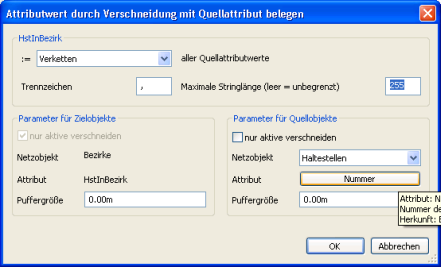 Attributwert durch Verschneidung mit Quellattribut belegen
HstInBezirk
:= Verketten aller Quellattributwerte
Trennzeichen , Maximale Stringlänge (leer = unbegrenzt) 255
Parameter für Zielobjekte
nur aktive verschneiden
Netzobjekt Bezirke
Attribut HstInBezirk
Puffergröße 0.00m
Parameter für Quellobjekte
nur aktive verschneiden
Netzobjekt Haltestellen
Attribut Nummer
Puffergröße 0.00m
Attribut: N
Nummer de
Herkunft: E
OK Abbrechen